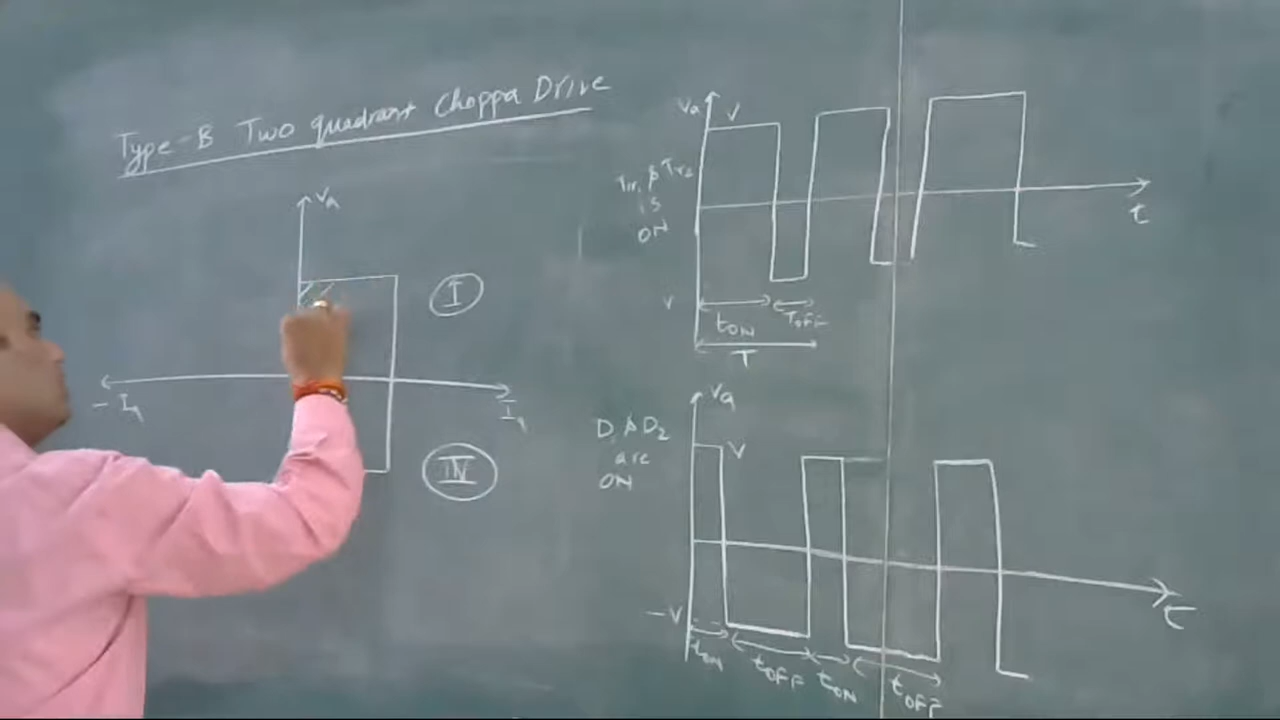 Type-B Two quadrant Choppa Drive
Va
I
- Ia
Ia
IV
Va
V
Tr1 & Tr2
is
ON
t
V
tON
TOFF
T
Va
D1 & D2
are
ON
V
t
-V
tON
tOFF
tON
tOFF